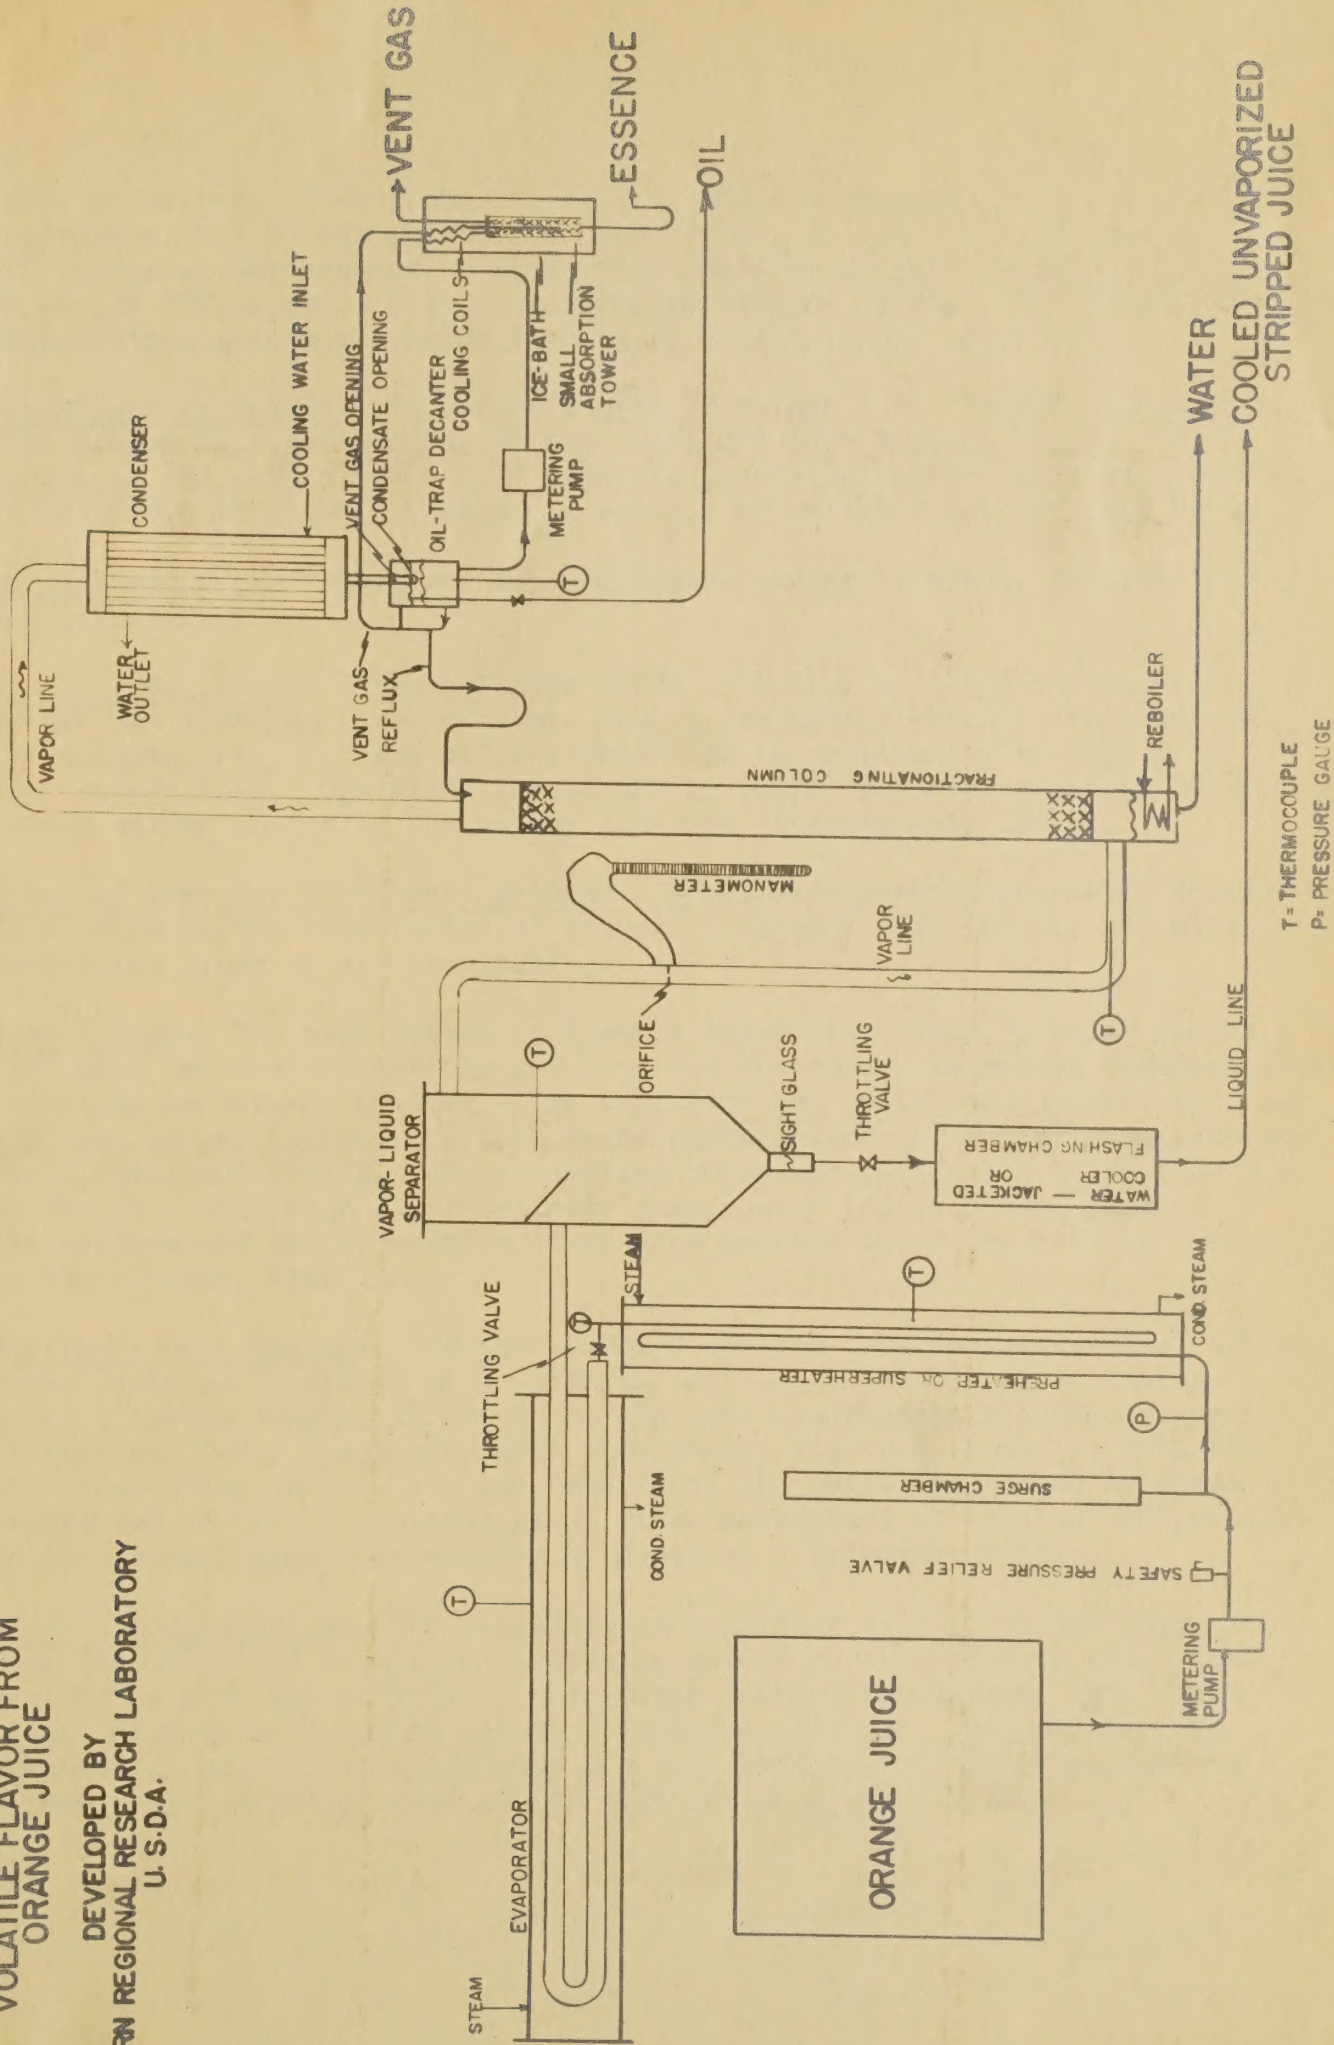 VOLATILE FLAVOR FROM
ORANGE JUICE
DEVELOPED BY
REGIONAL RESEARCH LABORATORY
U.S.D.A.
STEAM
EVAPORATOR
T
COND. STEAM
THROTTLING VALVE
T
STEAM
PREHEATER OR SUPERHEATER
T
COND. STEAM
P
SURGE CHAMBER
SAFETY PRESSURE RELIEF VALVE
METERING
PUMP
ORANGE JUICE
VAPOR-LIQUID
SEPARATOR
T
ORIFICE
SIGHT GLASS
THROTTLING
VALVE
WATER — JACKETED
COOLER OR
FLASHING CHAMBER
LIQUID LINE
MANOMETER
VAPOR
LINE
T
FRACTIONATING COLUMN
REBOILER
VAPOR LINE
WATER
OUTLET
CONDENSER
COOLING WATER INLET
VENT GAS
REFLUX
VENT GAS OPENING
CONDENSATE OPENING
OIL-TRAP DECANTER
COOLING COILS
T
METERING
PUMP
ICE-BATH
SMALL
ABSORPTION
TOWER
VENT GAS
ESSENCE
OIL
WATER
COOLED UNVAPORIZED
STRIPPED JUICE
T= THERMOCOUPLE
P= PRESSURE GAUGE